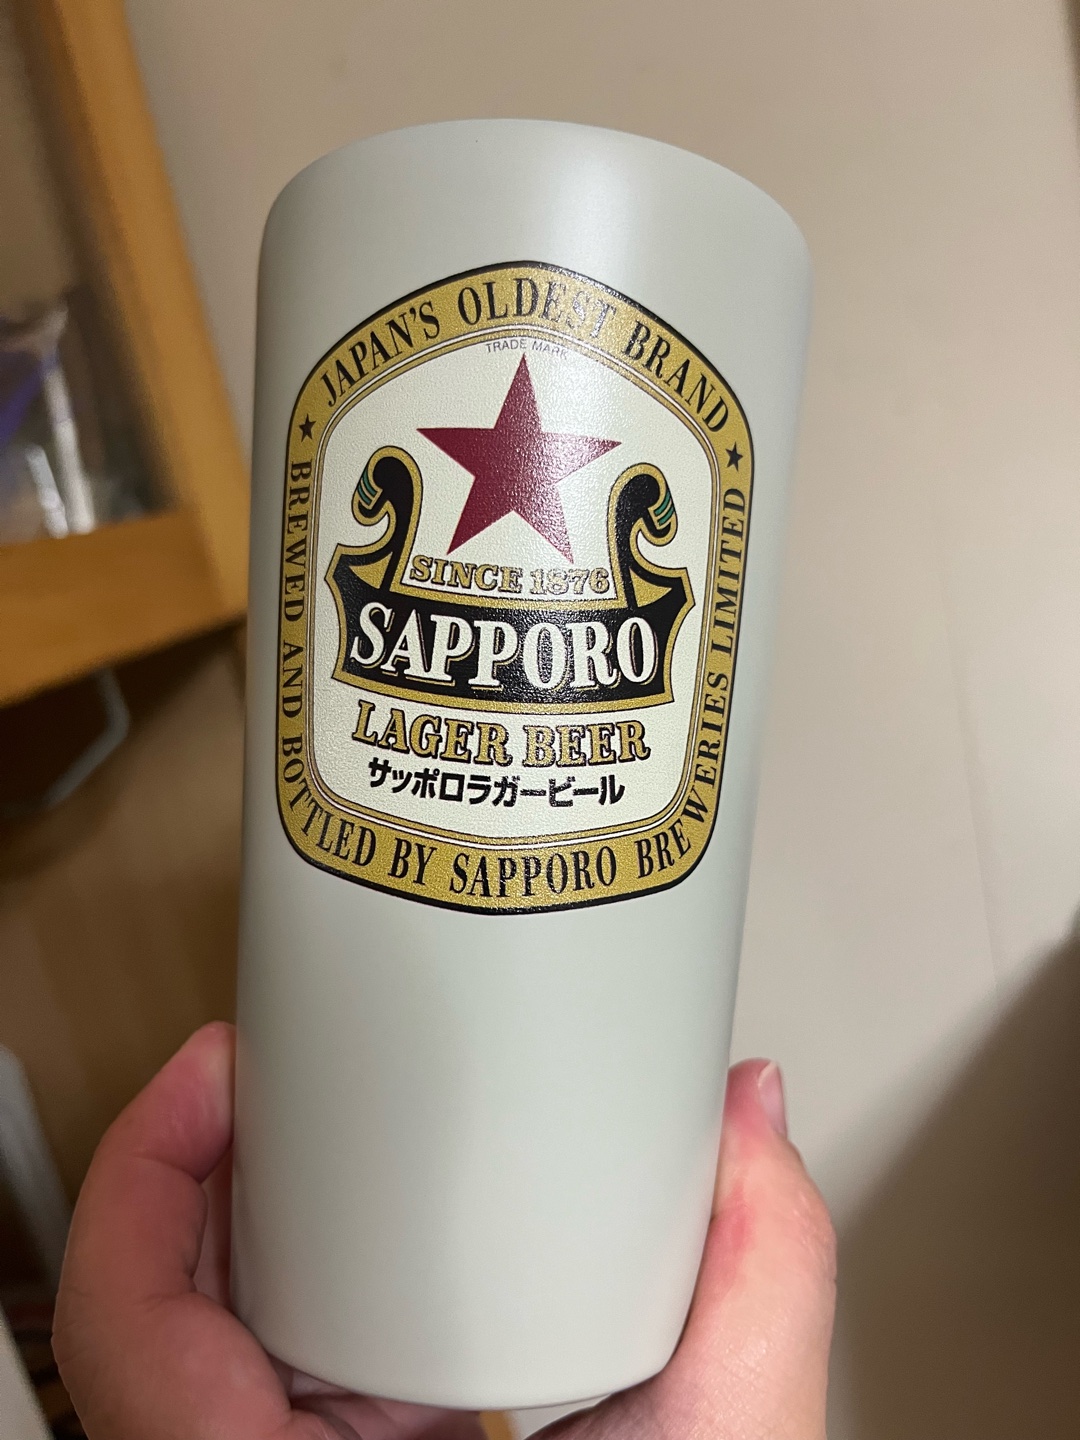 JAPAN'S OLDEST BRAND
TRADE MARK
SINCE 1876
SAPPORO
LAGER BEER
サッポロラガービール
BREWED AND BOTTLED BY SAPPORO BREWERIES LIMITED